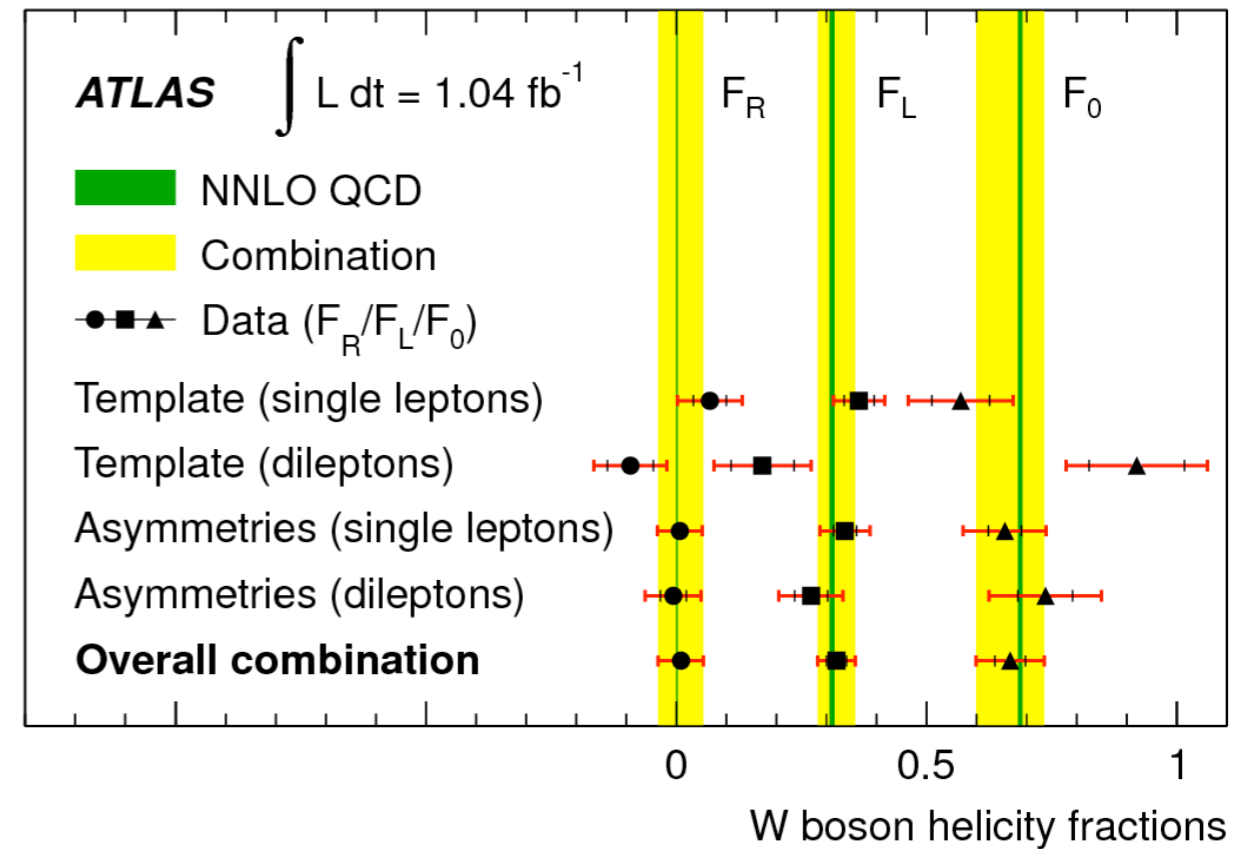 ATLAS ∫ L dt = 1.04 fb⁻¹ F_R F_L F_0
NNLO QCD
Combination
Data (F_R/F_L/F_0)
Template (single leptons)
Template (dileptons)
Asymmetries (single leptons)
Asymmetries (dileptons)
Overall combination
0 0.5 1
W boson helicity fractions